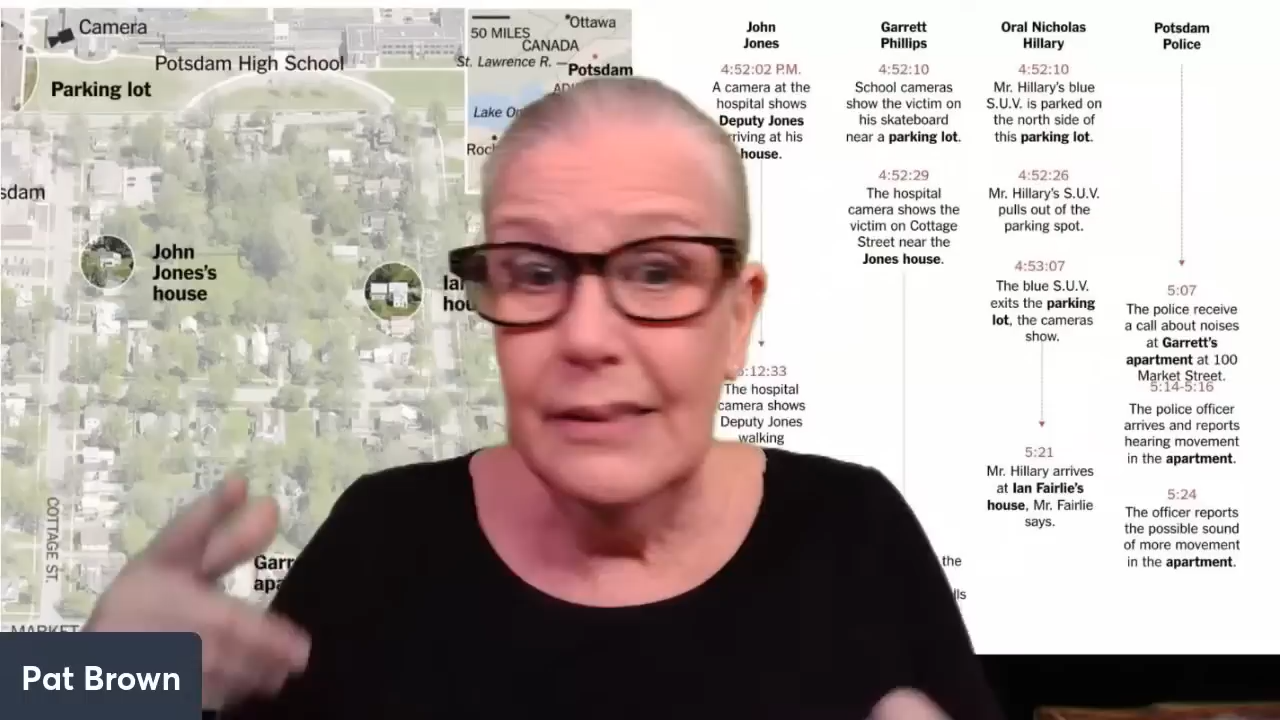 Camera
Potsdam High School
Parking lot
50 MILES
Ottawa
CANADA
St. Lawrence R.
Potsdam
Lake
sdam
John
Jones's
house
COTTAGE ST.
MARKET
John
Jones
4:52:02 P.M.
A camera at the
hospital shows
Deputy Jones
rriving at his
house.
:12:33
The hospital
camera shows
Deputy Jones
walking
Garrett
Phillips
4:52:10
School cameras
show the victim on
his skateboard
near a parking lot.
4:52:29
The hospital
camera shows the
victim on Cottage
Street near the
Jones house.
the
lls
Oral Nicholas
Hillary
4:52:10
Mr. Hillary's blue
S.U.V. is parked on
the north side of
this parking lot.
4:52:26
Mr. Hillary's S.U.V.
pulls out of the
parking spot.
4:53:07
The blue S.U.V.
exits the parking
lot, the cameras
show.
5:21
Mr. Hillary arrives
at Ian Fairlie's
house, Mr. Fairlie
says.
Potsdam
Police
5:07
The police receive
a call about noises
at Garrett's
apartment at 100
Market Street.
5:14-5:16
The police officer
arrives and reports
hearing movement
in the apartment.
5:24
The officer reports
the possible sound
of more movement
in the apartment.
Pat Brown